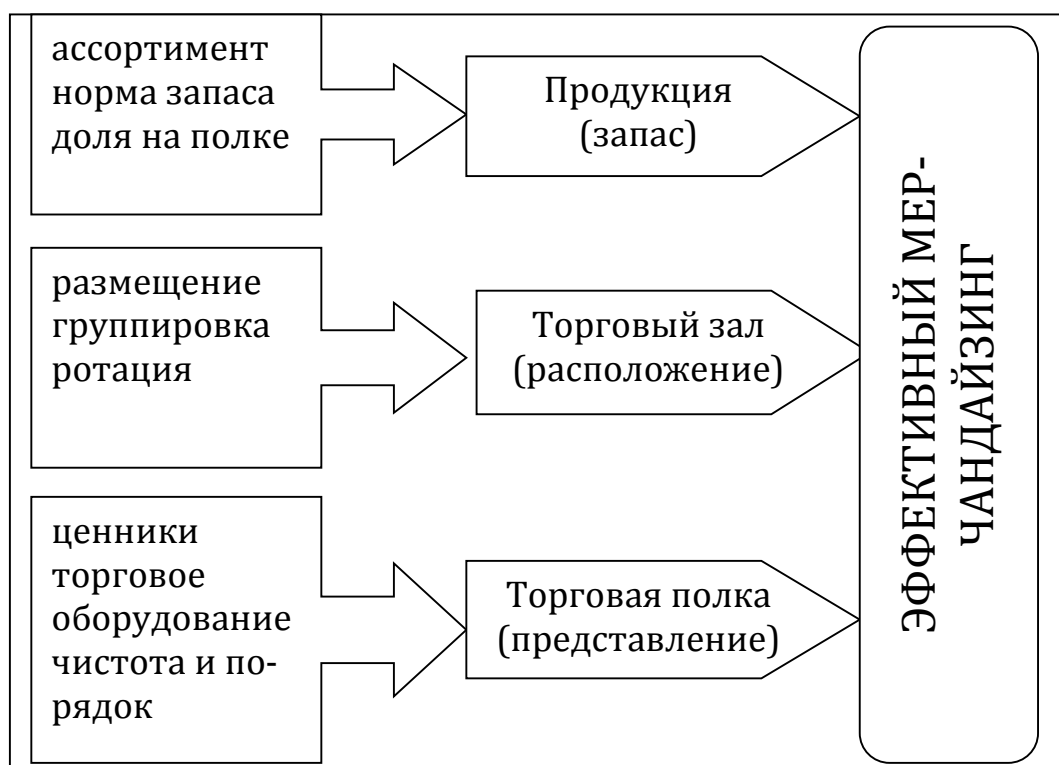 ассортимент
норма запаса
доля на полке
Продукция
(запас)
размещение
группировка
ротация
Торговый зал
(расположение)
ценники
торговое
оборудование
чистота и по-
рядок
Торговая полка
(представление)
ЭФФЕКТИВНЫЙ МЕР-
ЧАНДАЙЗИНГ